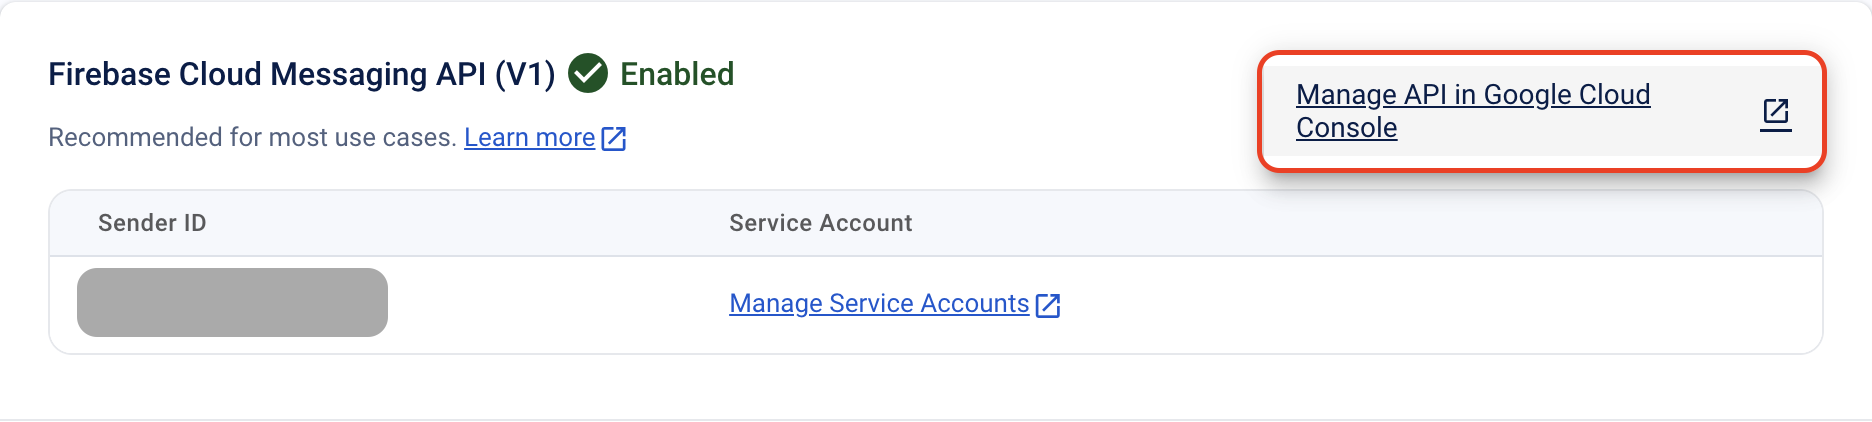 Firebase Cloud Messaging API (V1) Enabled
Manage API in Google Cloud
Console
Recommended for most use cases. Learn more
Sender ID Service Account
Manage Service Accounts